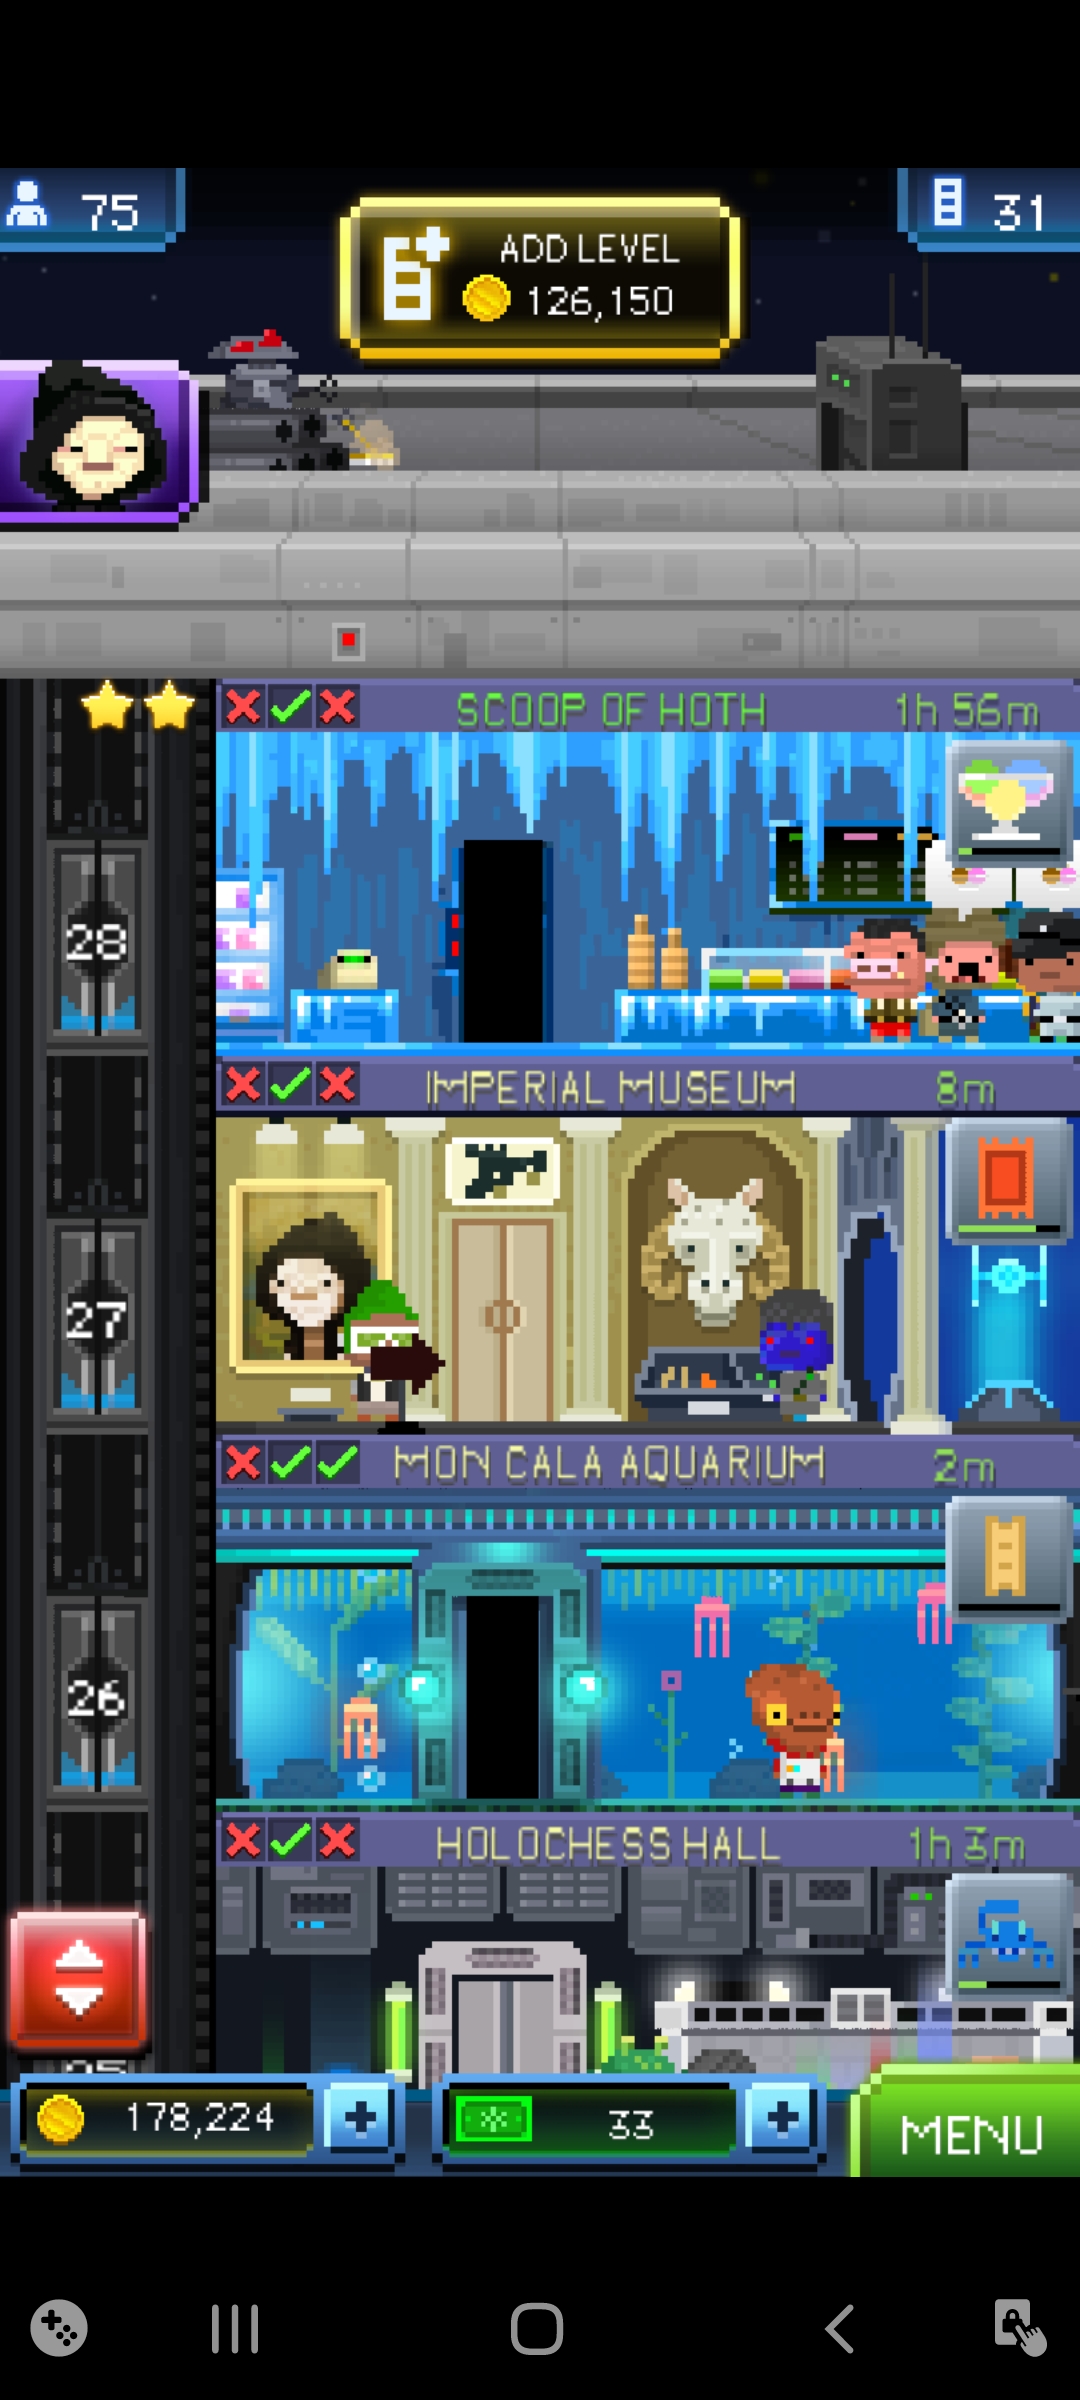 75
ADD LEVEL
126,150
31
SCOOP OF HOTH 1h 56m
28
IMPERIAL MUSEUM 8m
27
MON CALA AQUARIUM 2m
26
HOLOCHESS HALL 1h 3m
25
178,224
33
MENU